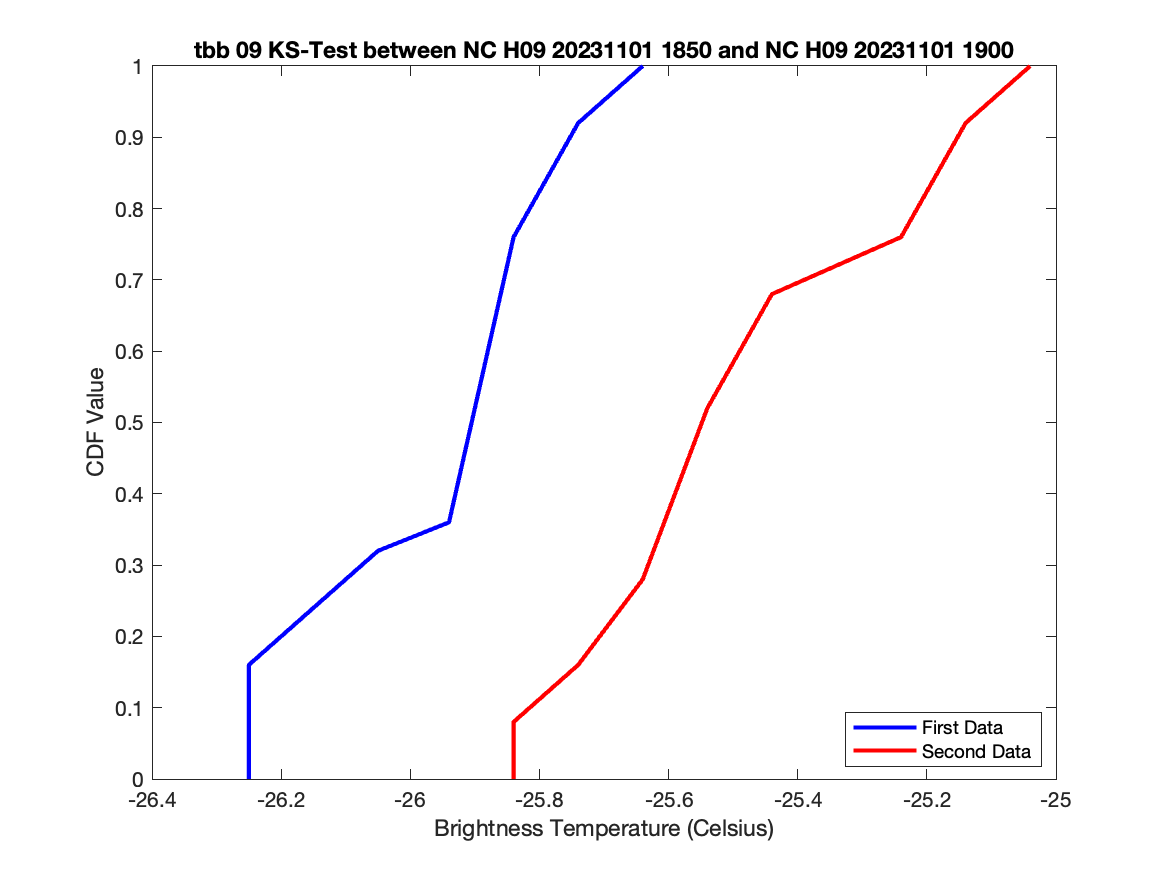 tbb 09 KS-Test between NC H09 20231101 1850 and NC H09 20231101 1900
1
0.9
0.8
0.7
0.6
0.5
0.4
0.3
0.2
0.1
0
CDF Value
First Data
Second Data
-26.4 -26.2 -26 -25.8 -25.6 -25.4 -25.2 -25
Brightness Temperature (Celsius)